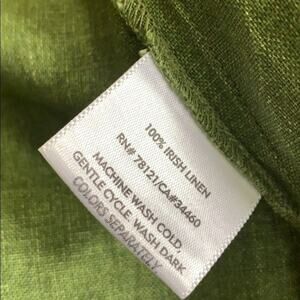 100% IRISH LINEN
RN# 78121/CA#34460
MACHINE WASH COLD,
GENTLE CYCLE. WASH DARK
COLORS SEPARATELY